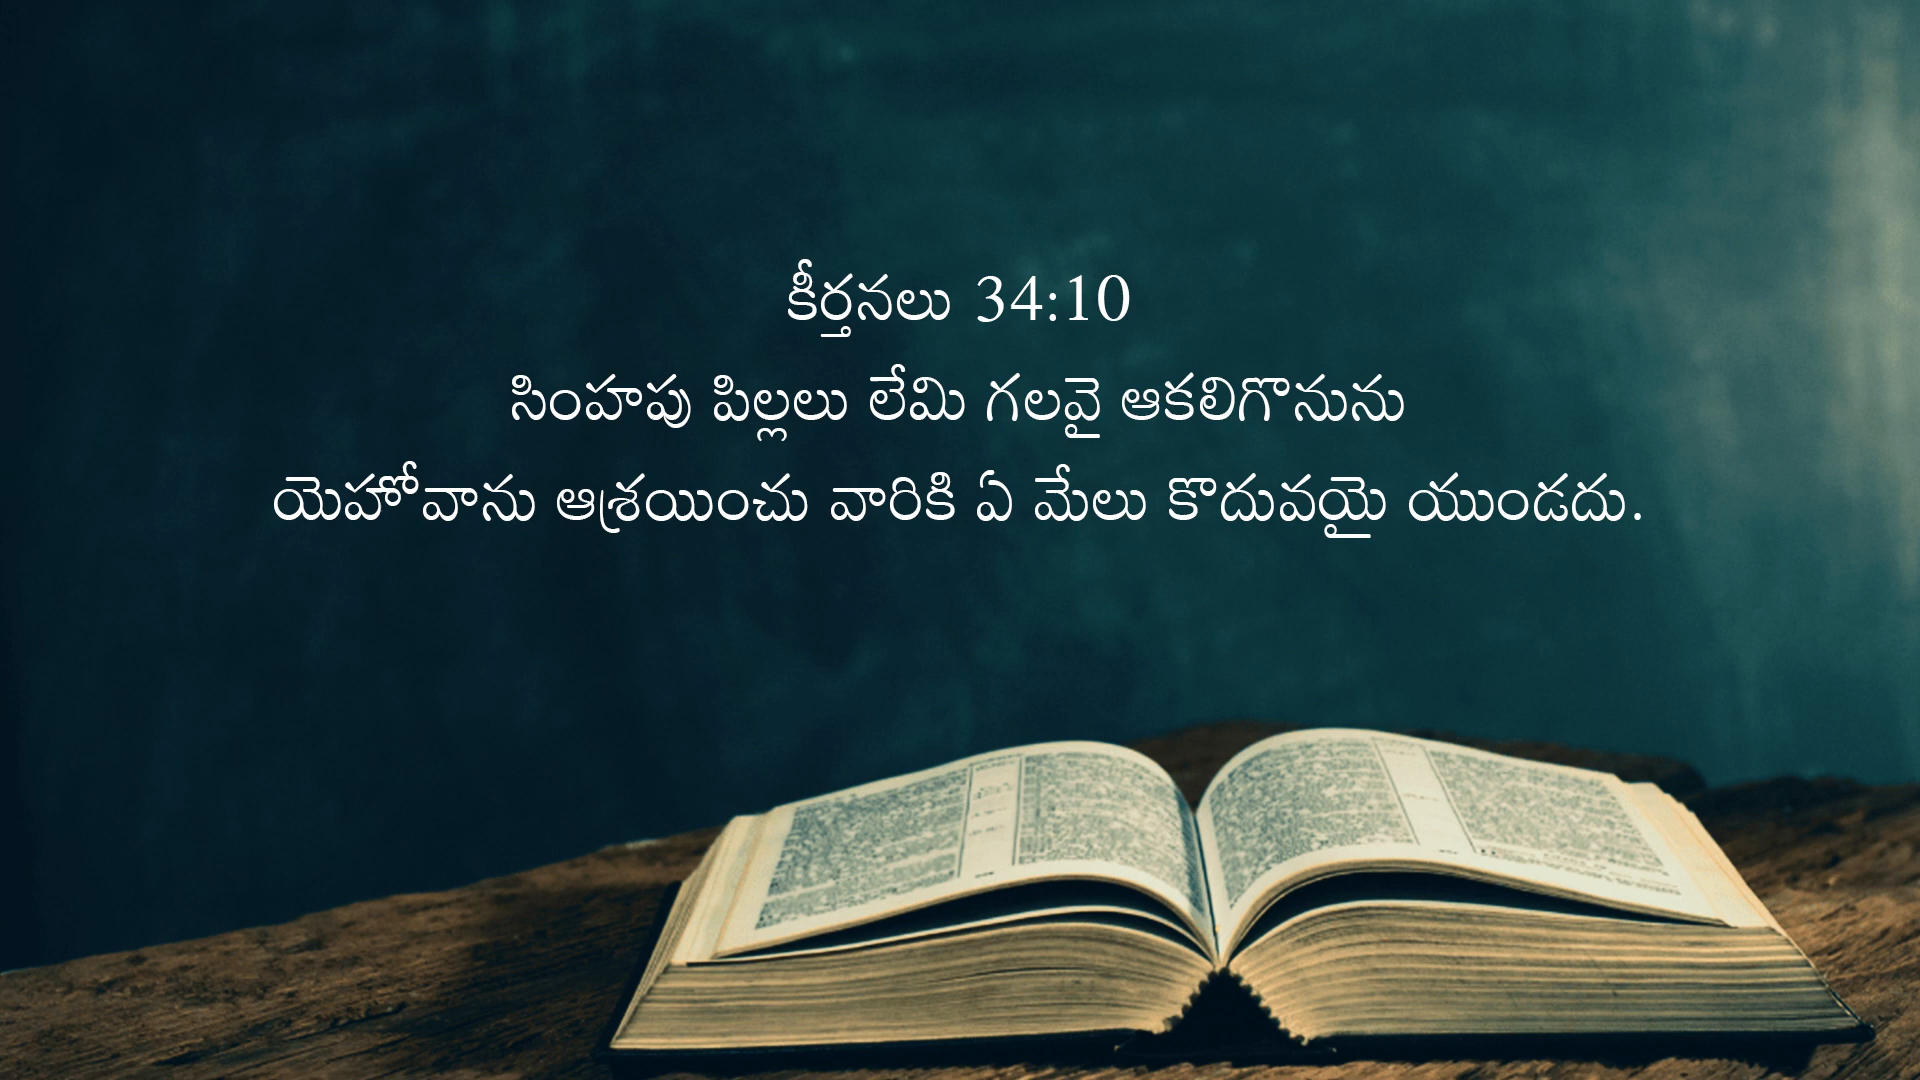 కీర్తనలు 34:10
సింహపు పిల్లలు లేమి గలవై ఆకలిగొనును
యెహోవాను ఆశ్రయించు వారికి ఏ మేలు కొదువయై యుండదు.